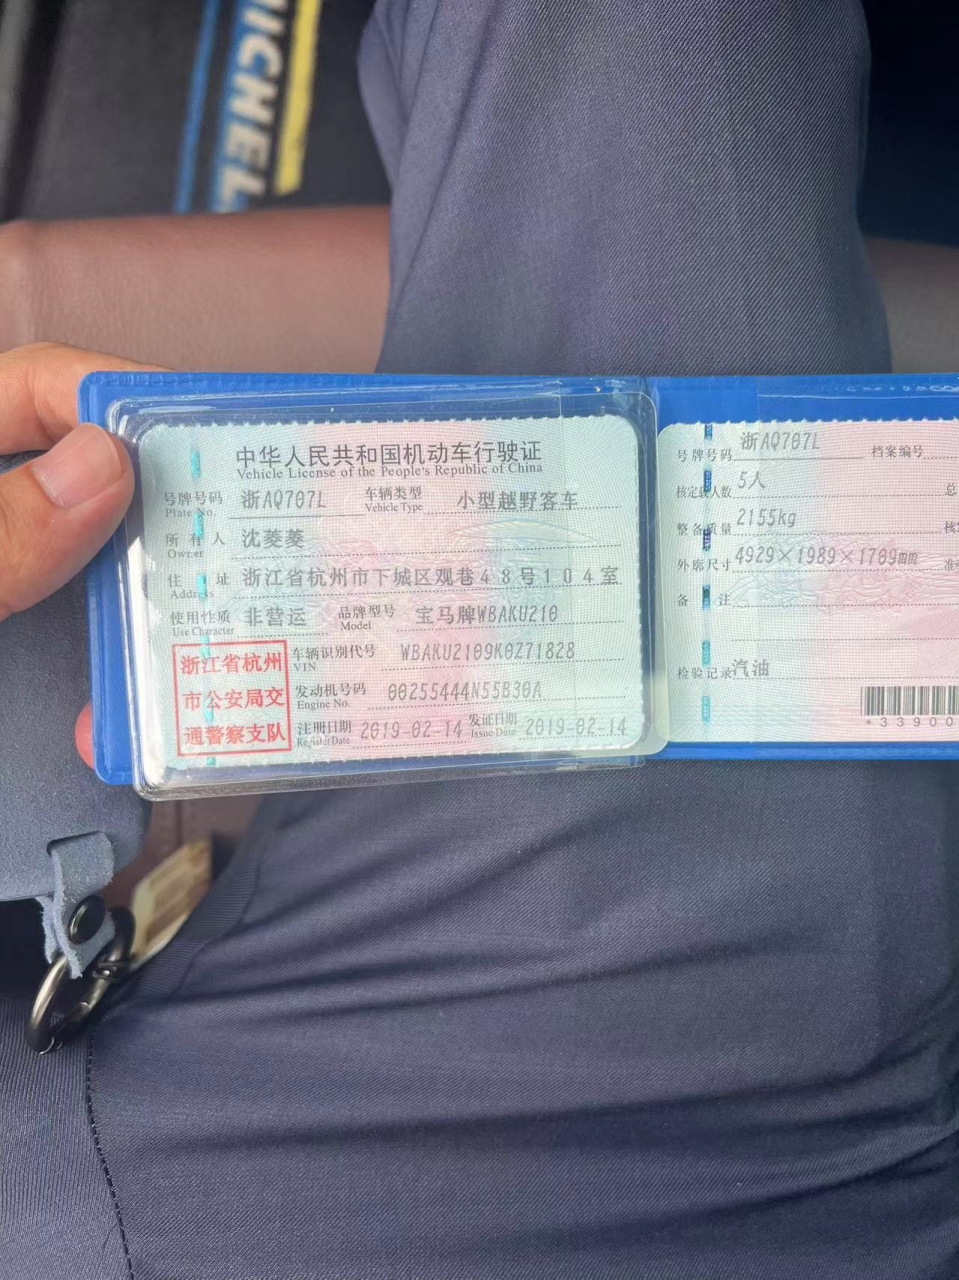 MICHEL
中华人民共和国机动车行驶证
Vehicle License of the People's Republic of China
号牌号码 Plate No. 浙AQ707L 车辆类型 Vehicle Type 小型越野客车
所有人 Owner 沈菱菱
住址 Address 浙江省杭州市下城区观巷48号104室
使用性质 Use Character 非营运 品牌型号 Model 宝马牌WBAKU210
浙江省杭州
市公安局交
通警察支队
车辆识别代号 VIN WBAKU2109K0Z71828
发动机号码 Engine No. 00255444N55B30A
注册日期 Register Date 2019-02-14 发证日期 Issue Date 2019-02-14
号牌号码 浙AQ707L 档案编号
核定载人数 5人 总
整备质量 2155kg 核
外廓尺寸 4929×1989×1709mm 准
备注
检验记录 汽油
*33900